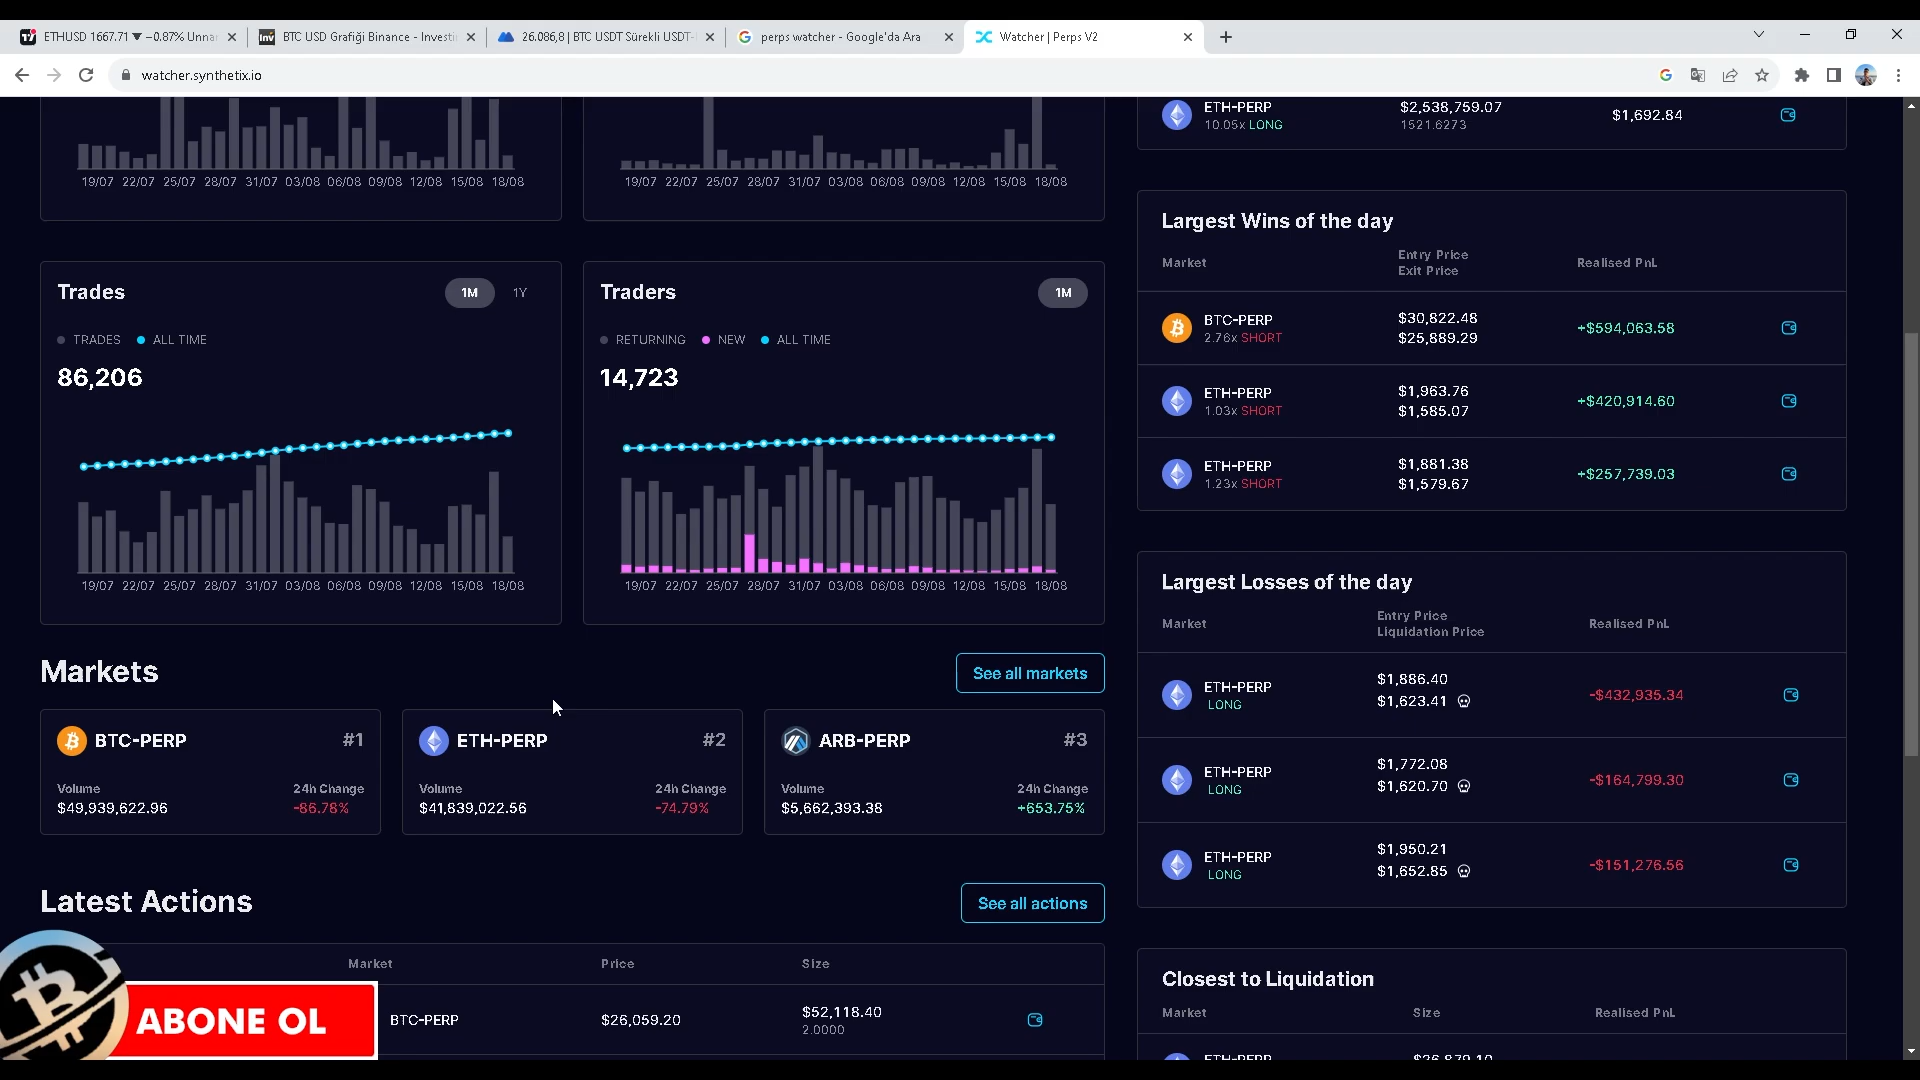 ETHUSD 1667.71 ▼ −0.87% Unna
BTC USD Grafiği Binance - Investi
26.086,8 | BTC USDT Sürekli USDT-
perps watcher - Google'da Ara
Watcher | Perps V2
watcher.synthetix.io
19/07 22/07 25/07 28/07 31/07 03/08 06/08 09/08 12/08 15/08 18/08
19/07 22/07 25/07 28/07 31/07 03/08 06/08 09/08 12/08 15/08 18/08
Trades
1M
1Y
TRADES
ALL TIME
86,206
19/07 22/07 25/07 28/07 31/07 03/08 06/08 09/08 12/08 15/08 18/08
Traders
1M
RETURNING
NEW
ALL TIME
14,723
19/07 22/07 25/07 28/07 31/07 03/08 06/08 09/08 12/08 15/08 18/08
Markets
See all markets
BTC-PERP
#1
Volume
24h Change
$49,939,622.96
-86.78%
ETH-PERP
#2
Volume
24h Change
$41,839,022.56
-74.79%
ARB-PERP
#3
Volume
24h Change
$5,662,393.38
+653.75%
Latest Actions
See all actions
Market
Price
Size
BTC-PERP
$26,059.20
$52,118.40
2.0000
ABONE OL
ETH-PERP
10.05x LONG
$2,538,759.07
1521.6273
$1,692.84
Largest Wins of the day
Market
Entry Price
Exit Price
Realised PnL
BTC-PERP
2.76x SHORT
$30,822.48
$25,889.29
+$594,063.58
ETH-PERP
1.03x SHORT
$1,963.76
$1,585.07
+$420,914.60
ETH-PERP
1.23x SHORT
$1,881.38
$1,579.67
+$257,739.03
Largest Losses of the day
Market
Entry Price
Liquidation Price
Realised PnL
ETH-PERP
LONG
$1,886.40
$1,623.41
-$432,935.34
ETH-PERP
LONG
$1,772.08
$1,620.70
-$164,799.30
ETH-PERP
LONG
$1,950.21
$1,652.85
-$151,276.56
Closest to Liquidation
Market
Size
Realised PnL
ETH-PERP
$26,879.10